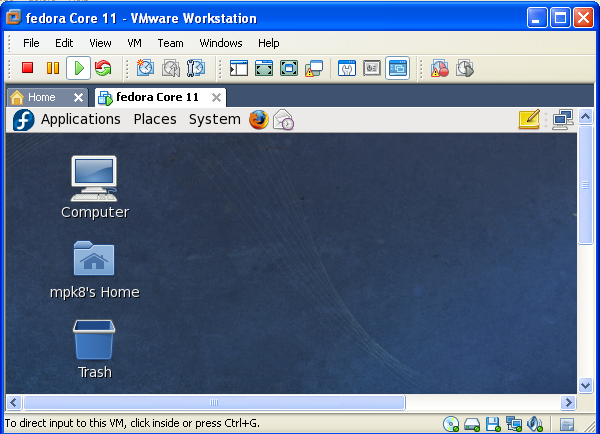 fedora Core 11 - VMware Workstation
File Edit View VM Team Windows Help
Home fedora Core 11
Applications Places System
Computer
mpk8's Home
Trash
To direct input to this VM, click inside or press Ctrl+G.